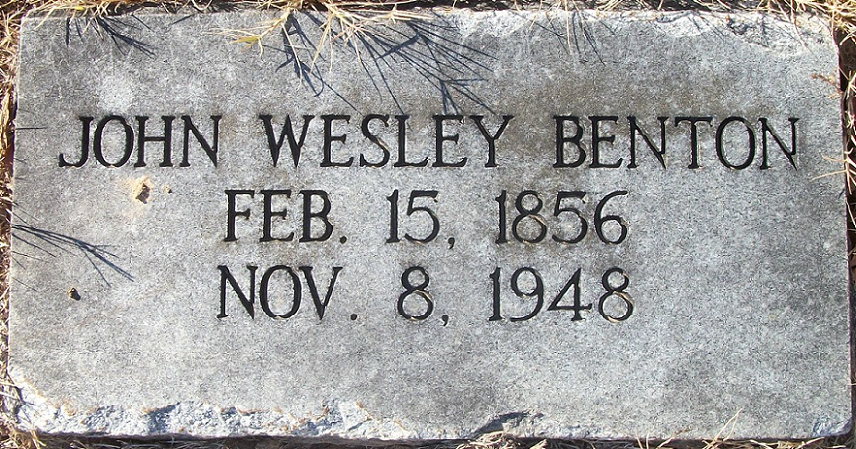 JOHN WESLEY BENTON
FEB. 15, 1856
NOV. 8, 1948